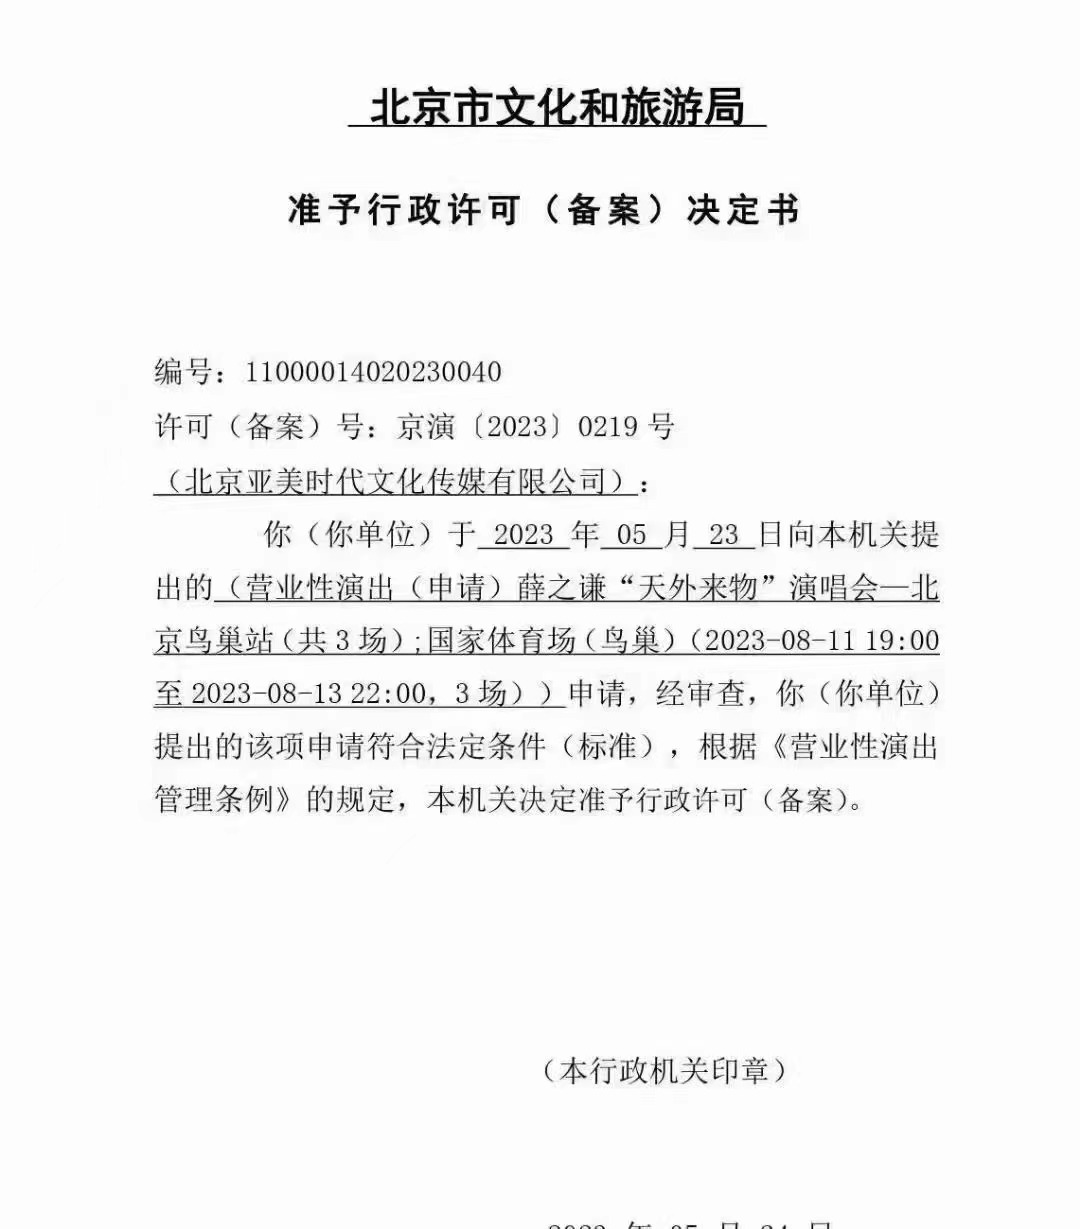 北京市文化和旅游局
准予行政许可（备案）决定书
编号：11000014020230040
许可（备案）号：京演〔2023〕0219 号
（北京亚美时代文化传媒有限公司）：
你（你单位）于 2023 年 05 月 23 日向本机关提
出的（营业性演出（申请）薛之谦“天外来物”演唱会—北
京鸟巢站（共 3 场）;国家体育场（鸟巢）（2023-08-11 19:00
至 2023-08-13 22:00，3 场））申请，经审查，你（你单位）
提出的该项申请符合法定条件（标准），根据《营业性演出
管理条例》的规定，本机关决定准予行政许可（备案）。
（本行政机关印章）